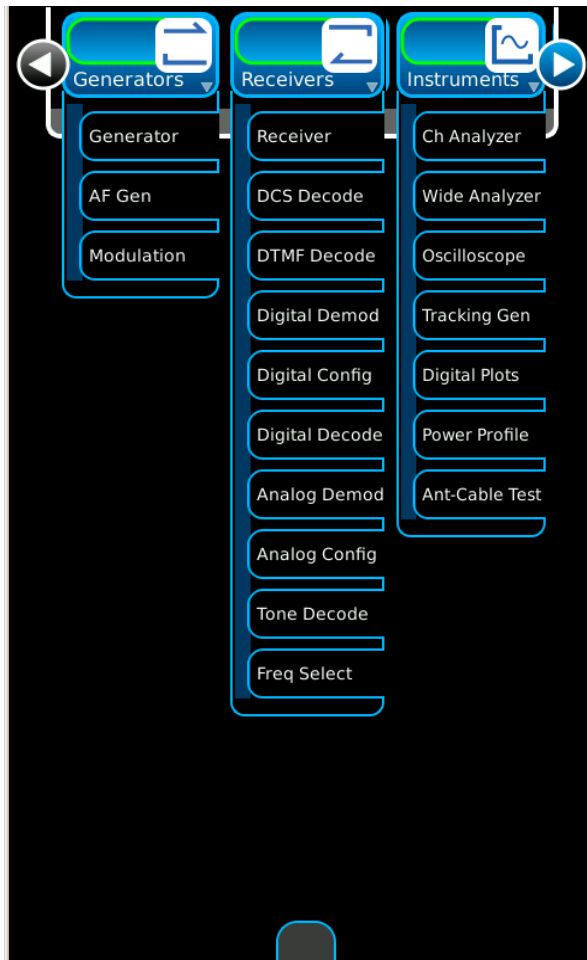 Generators
Generator
AF Gen
Modulation
Receivers
Receiver
DCS Decode
DTMF Decode
Digital Demod
Digital Config
Digital Decode
Analog Demod
Analog Config
Tone Decode
Freq Select
Instruments
Ch Analyzer
Wide Analyzer
Oscilloscope
Tracking Gen
Digital Plots
Power Profile
Ant-Cable Test